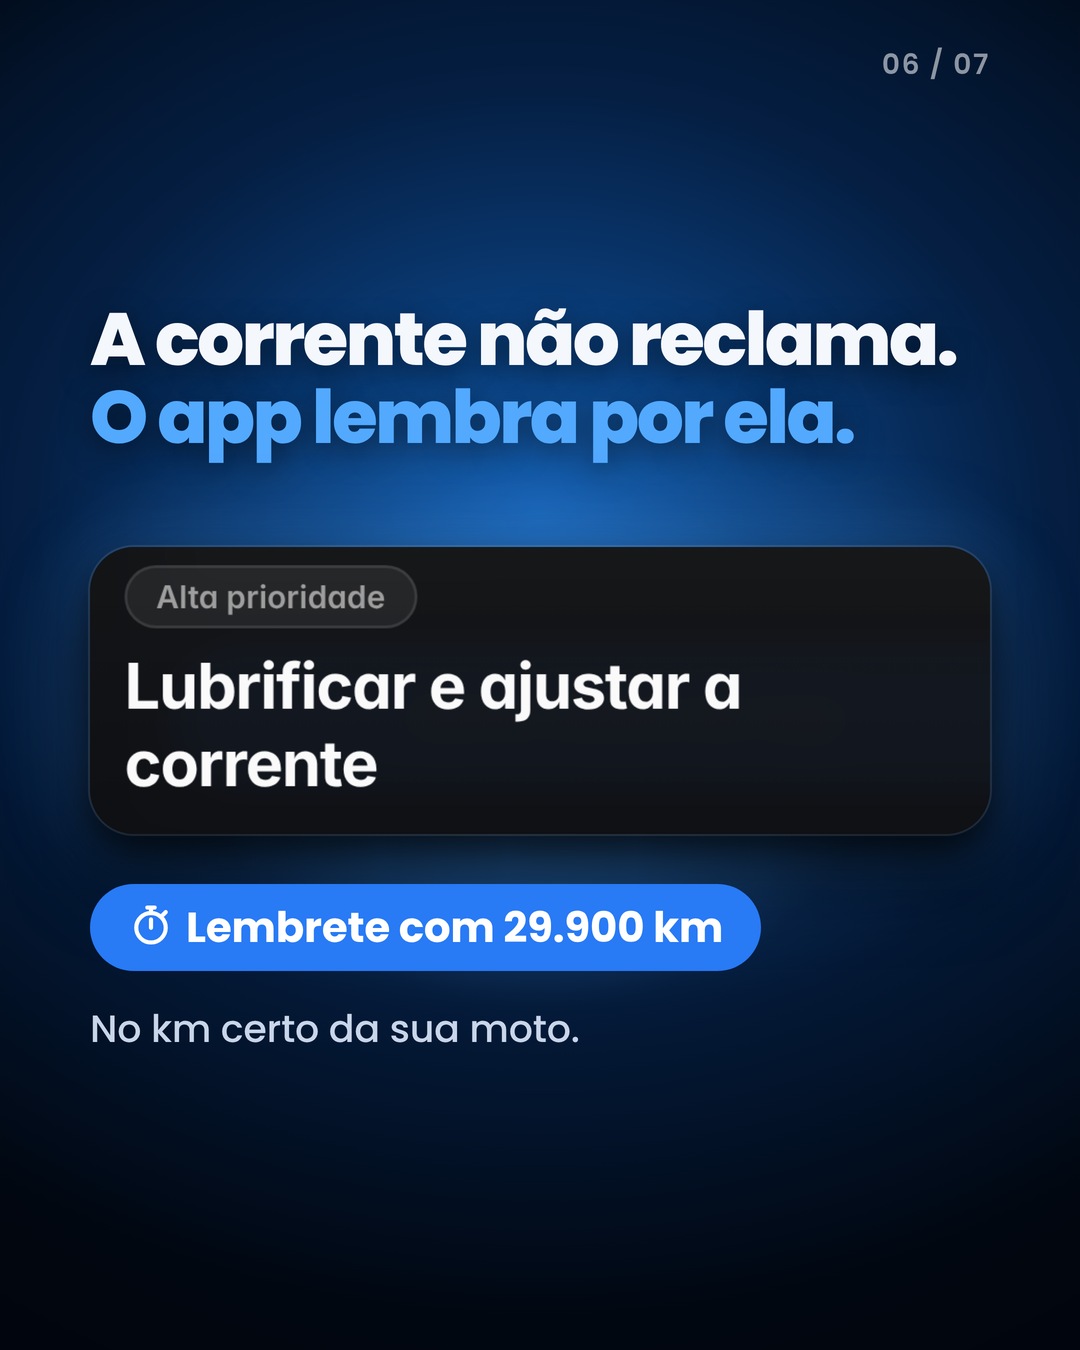 06 / 07
A corrente não reclama.
O app lembra por ela.
Alta prioridade
Lubrificar e ajustar a
corrente
Lembrete com 29.900 km
No km certo da sua moto.